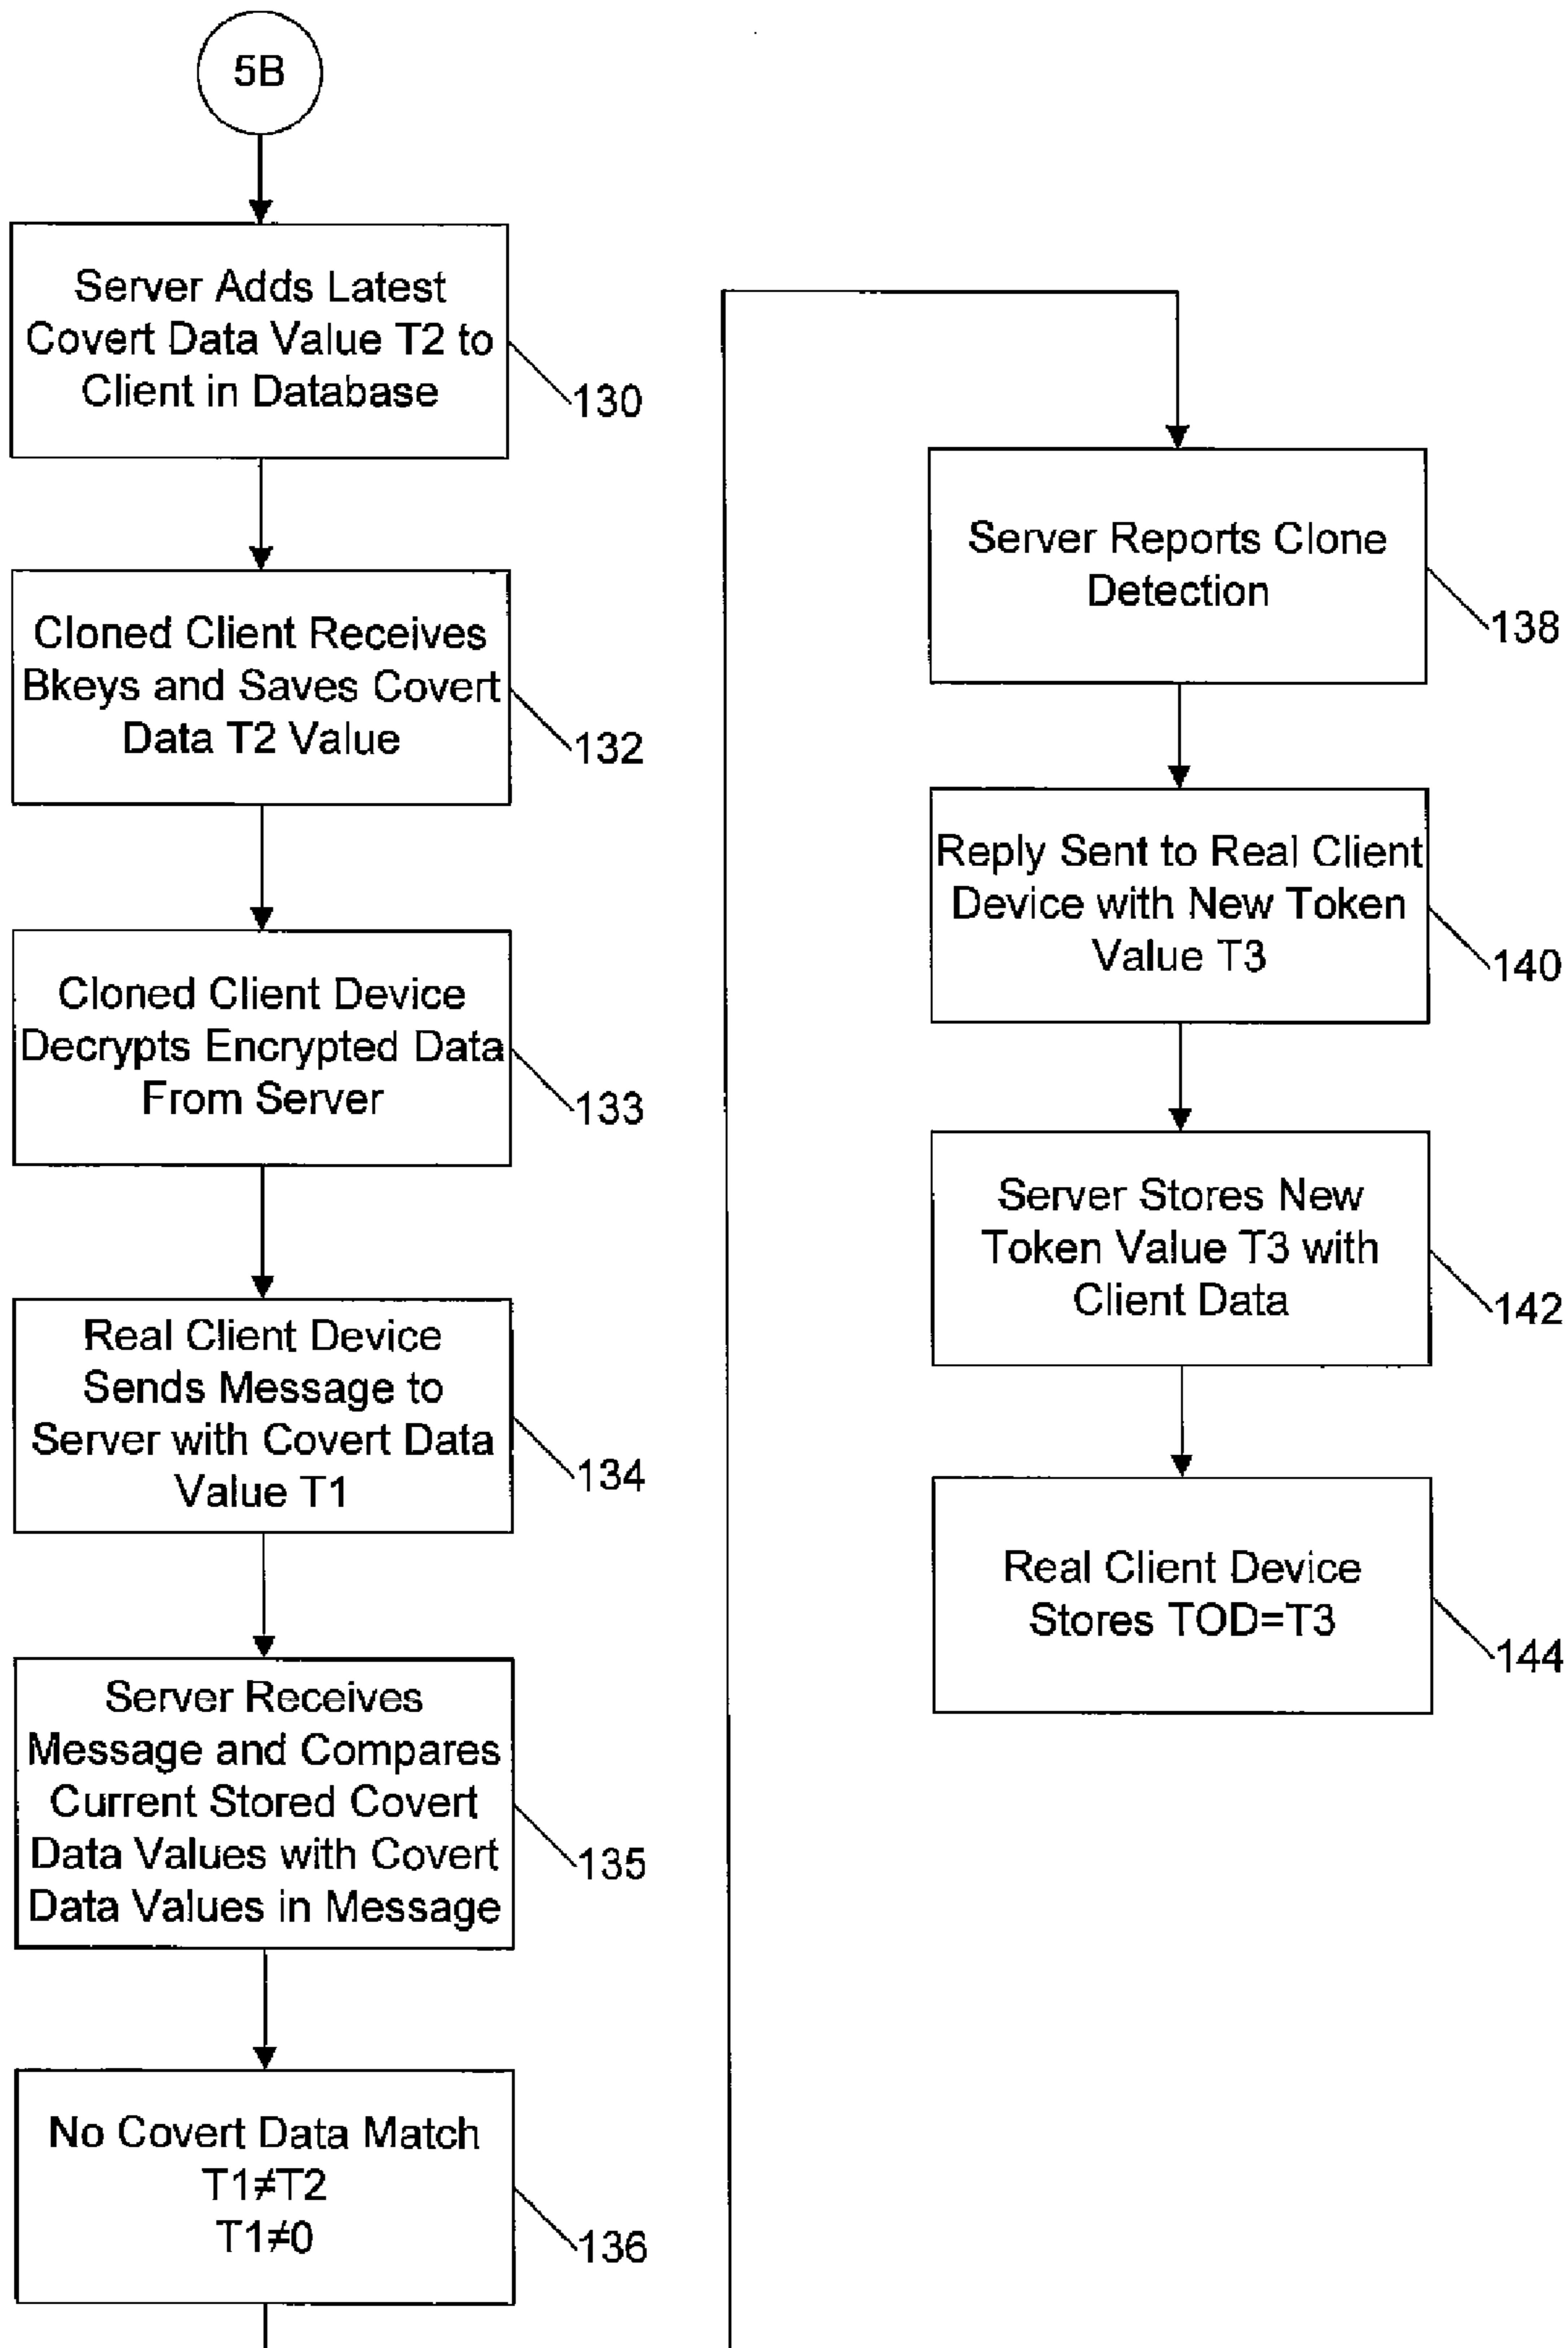 5B
Server Adds Latest
Covert Data Value T2 to
Client in Database
130
Cloned Client Receives
Bkeys and Saves Covert
Data T2 Value
132
Cloned Client Device
Decrypts Encrypted Data
From Server
133
Real Client Device
Sends Message to
Server with Covert Data
Value T1
134
Server Receives
Message and Compares
Current Stored Covert
Data Values with Covert
Data Values in Message
135
No Covert Data Match
T1≠T2
T1≠0
136
Server Reports Clone
Detection
138
Reply Sent to Real Client
Device with New Token
Value T3
140
Server Stores New
Token Value T3 with
Client Data
142
Real Client Device
Stores TOD=T3
144